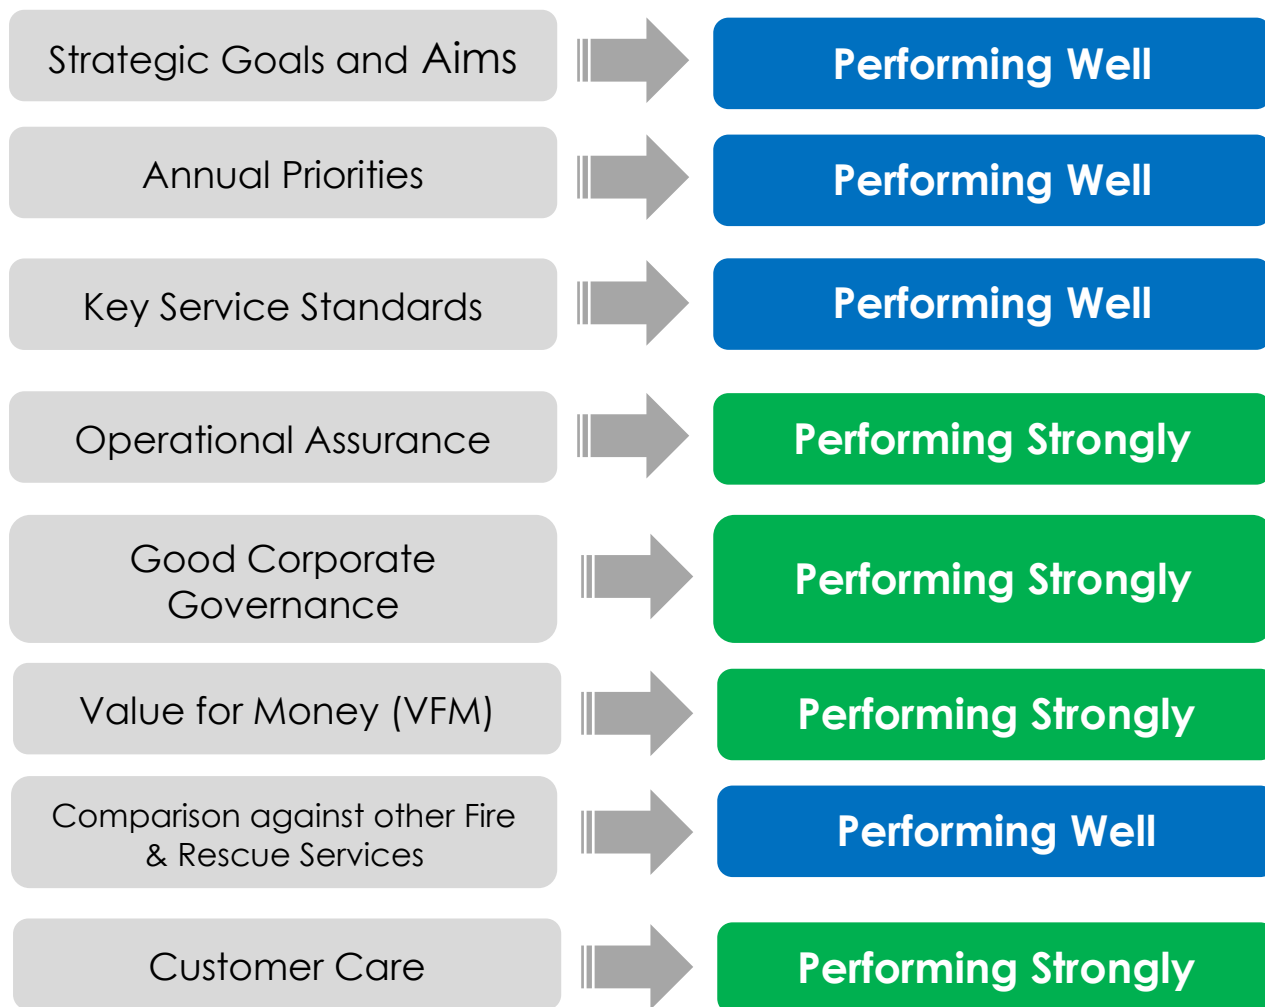 Strategic Goals and Aims
Performing Well
Annual Priorities
Performing Well
Key Service Standards
Performing Well
Operational Assurance
Performing Strongly
Good Corporate
Governance
Performing Strongly
Value for Money (VFM)
Performing Strongly
Comparison against other Fire
& Rescue Services
Performing Well
Customer Care
Performing Strongly